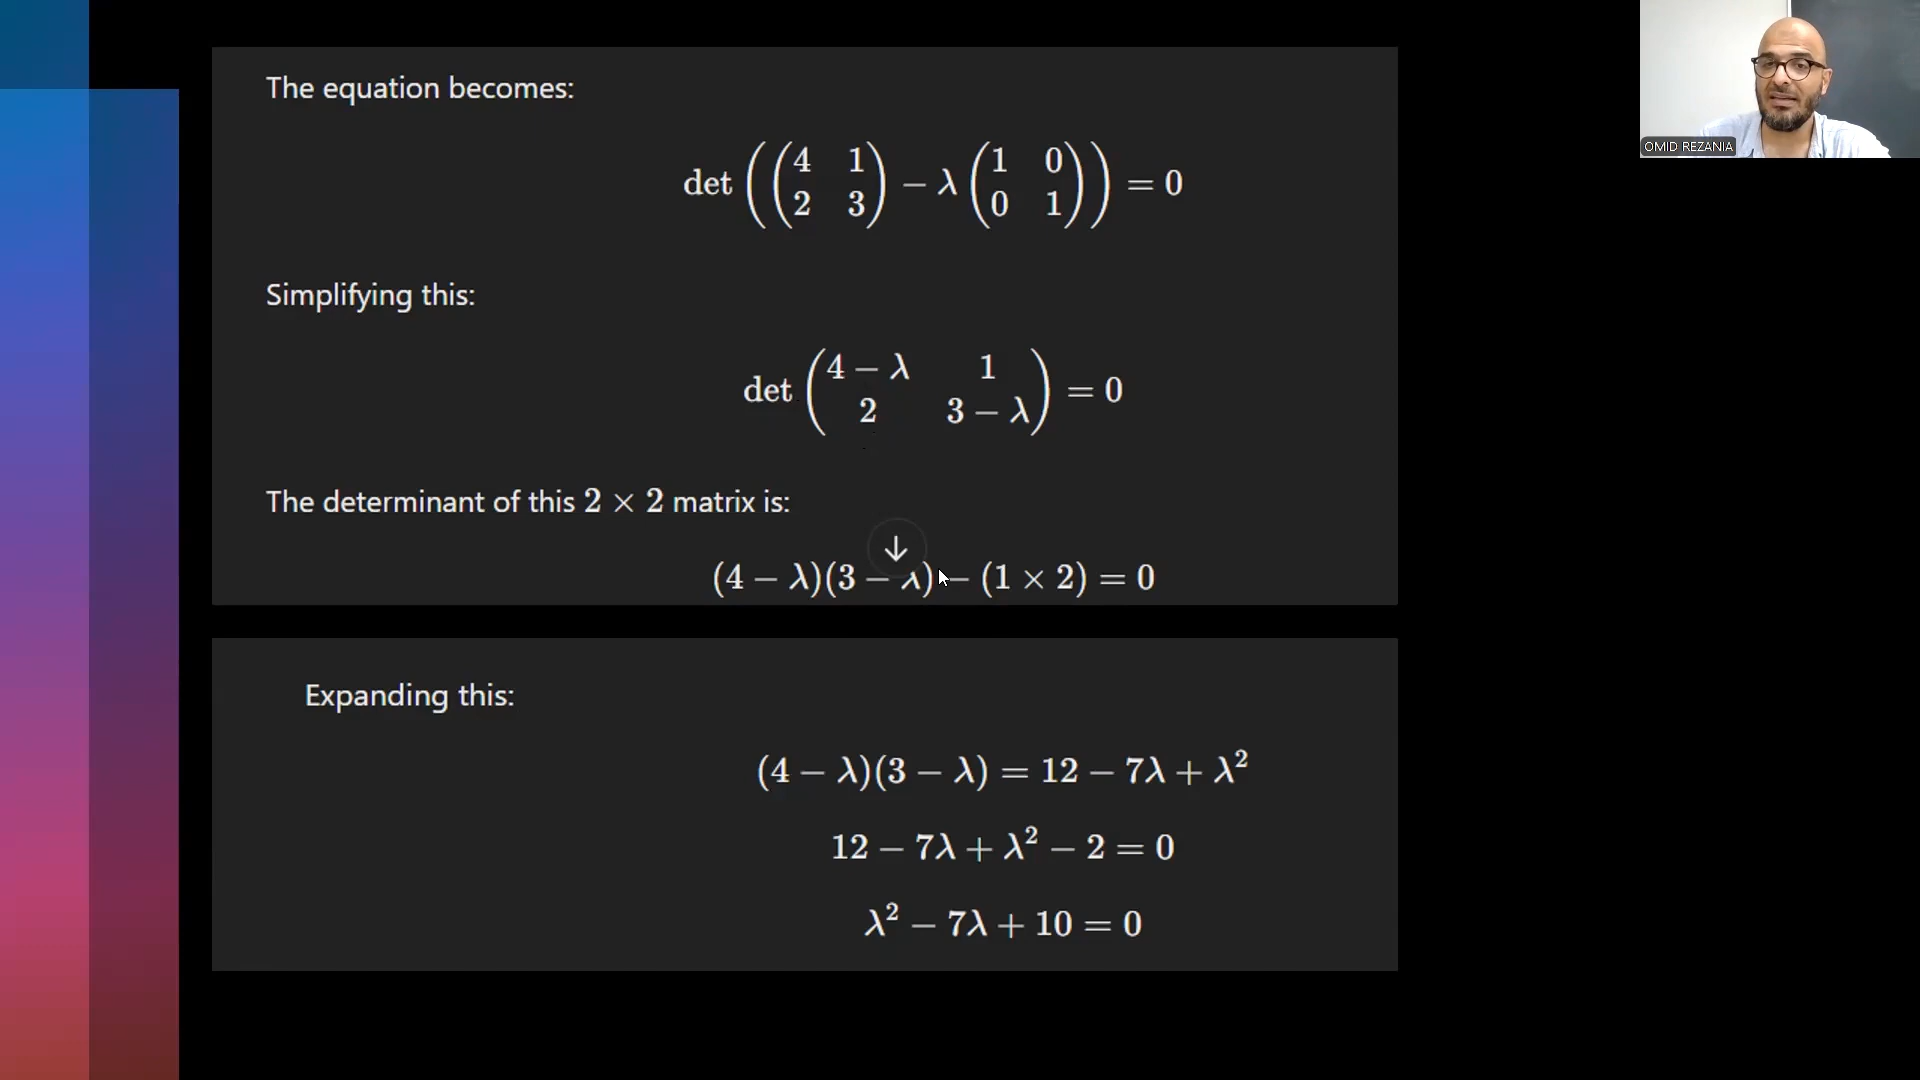 The equation becomes:
det ( ( 4 1
2 3 ) − λ ( 1 0
0 1 ) ) = 0
Simplifying this:
det ( 4 − λ 1
2 3 − λ ) = 0
The determinant of this 2 × 2 matrix is:
(4 − λ)(3 − λ) − (1 × 2) = 0
Expanding this:
(4 − λ)(3 − λ) = 12 − 7λ + λ²
12 − 7λ + λ² − 2 = 0
λ² − 7λ + 10 = 0
OMID REZANIA